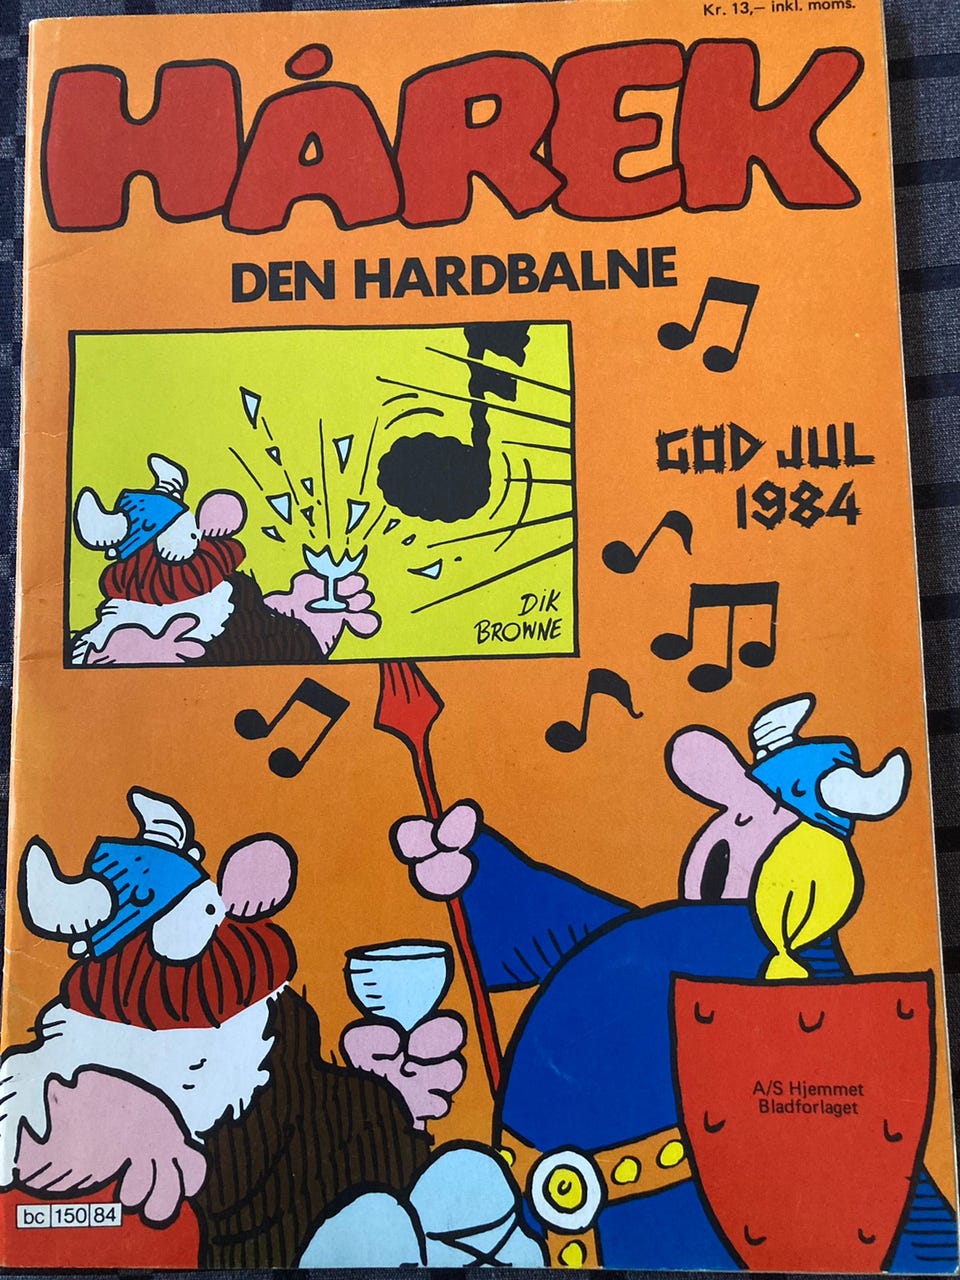 Kr. 13,– inkl. moms.
HÅREK
DEN HARDBALNE
GOD JUL
1984
DIK
BROWNE
A/S Hjemmet
Bladforlaget
bc 150 84